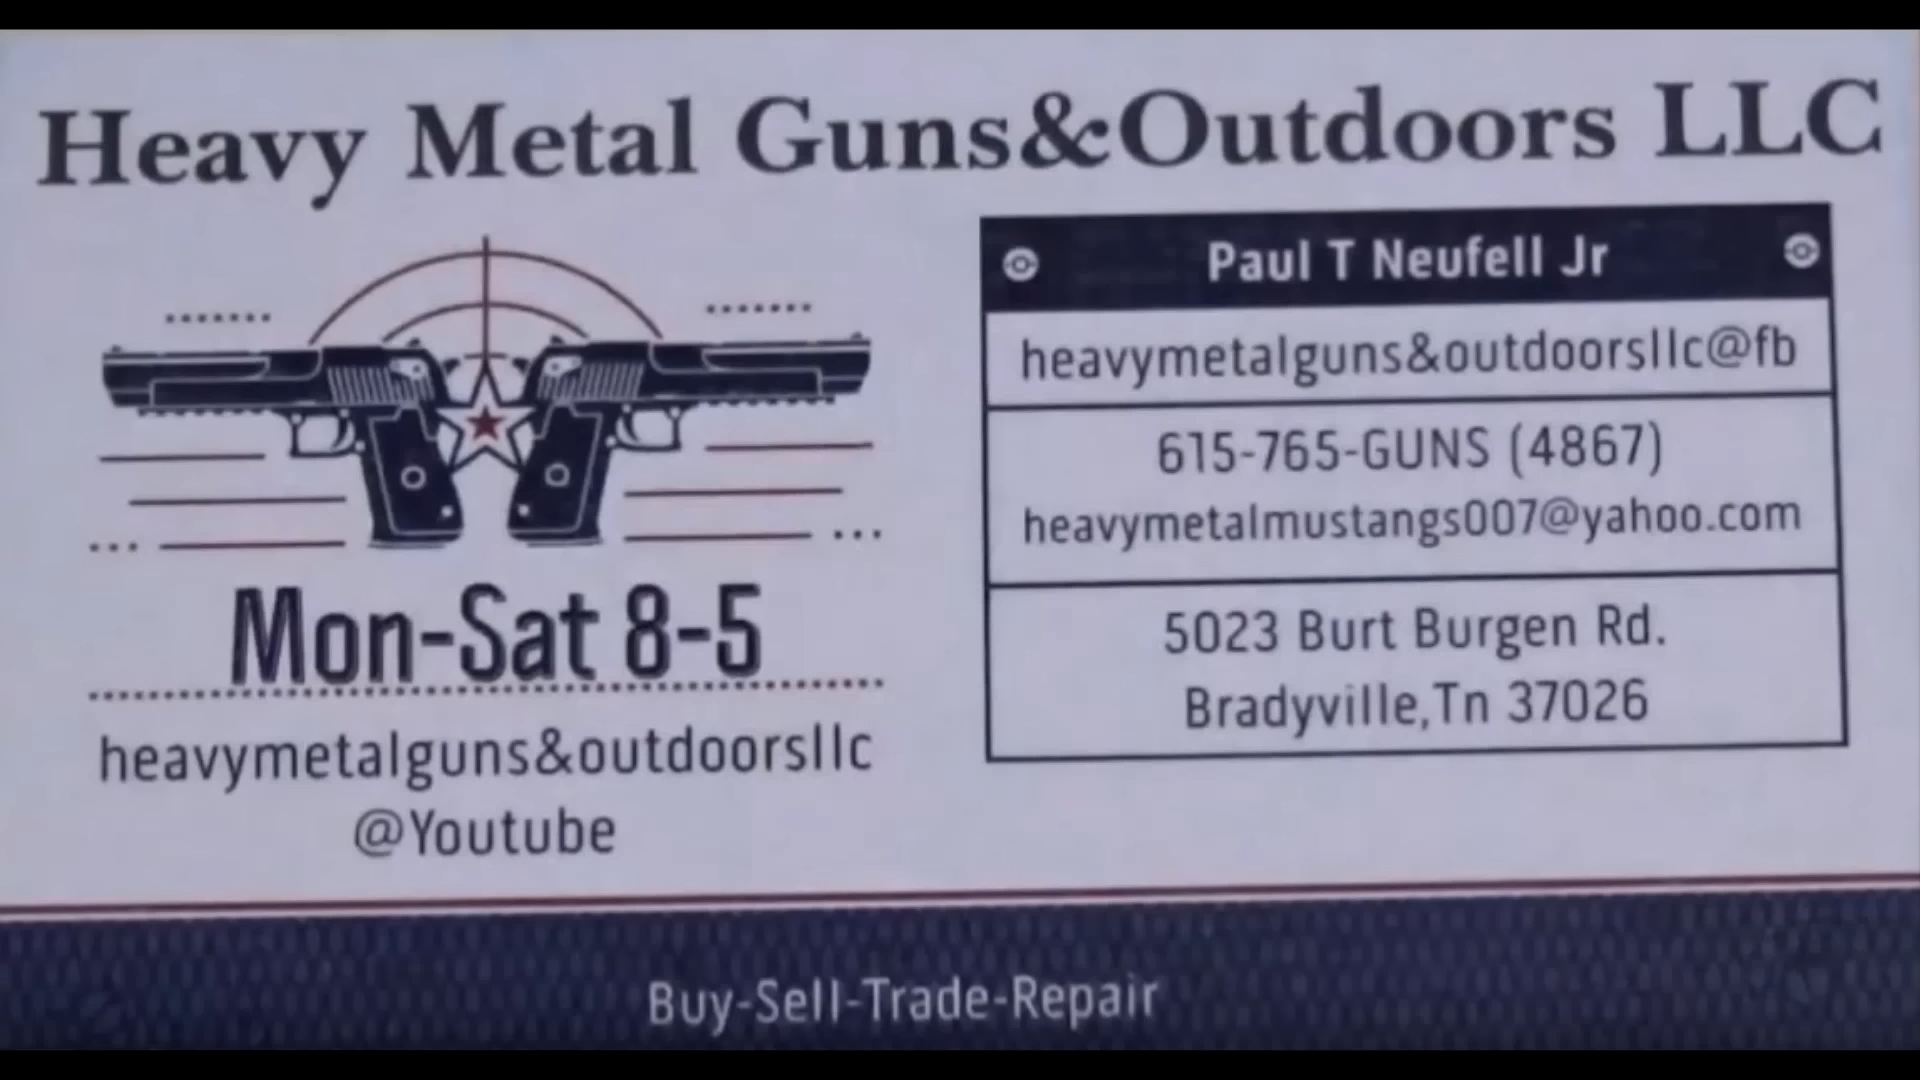 Heavy Metal Guns&Outdoors LLC
Mon-Sat 8-5
heavymetalguns&outdoorsllc
@Youtube
Paul T Neufell Jr
heavymetalguns&outdoorsllc@fb
615-765-GUNS (4867)
heavymetalmustangs007@yahoo.com
5023 Burt Burgen Rd.
Bradyville,Tn 37026
Buy-Sell-Trade-Repair